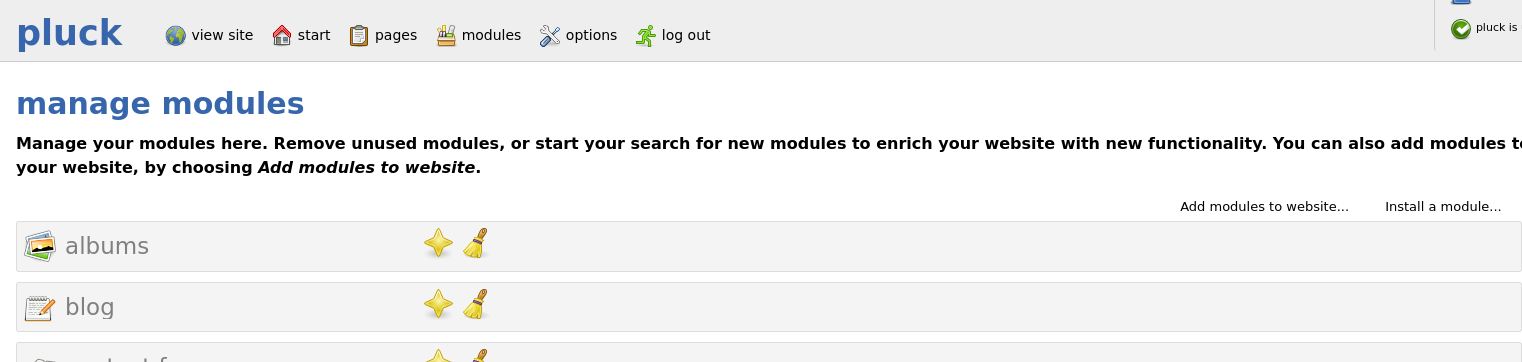 pluck
view site
start
pages
modules
options
log out
pluck is
manage modules
Manage your modules here. Remove unused modules, or start your search for new modules to enrich your website with new functionality. You can also add modules to
your website, by choosing Add modules to website.
Add modules to website...
Install a module...
albums
blog